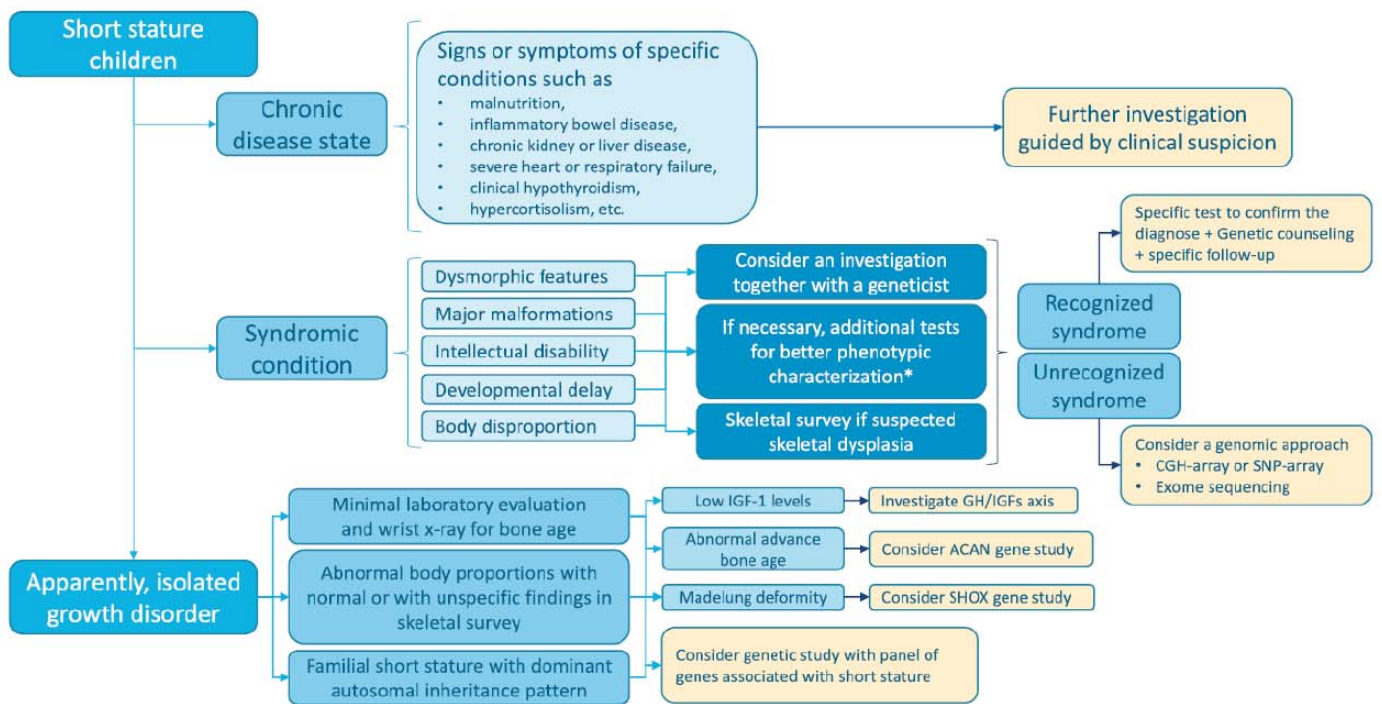 Short stature
children
Chronic
disease state
Signs or symptoms of specific
conditions such as
• malnutrition,
• inflammatory bowel disease,
• chronic kidney or liver disease,
• severe heart or respiratory failure,
• clinical hypothyroidism,
• hypercortisolism, etc.
Further investigation
guided by clinical suspicion
Syndromic
condition
Dysmorphic features
Major malformations
Intellectual disability
Developmental delay
Body disproportion
Consider an investigation
together with a geneticist
If necessary, additional tests
for better phenotypic
characterization*
Skeletal survey if suspected
skeletal dysplasia
Specific test to confirm the
diagnose + Genetic counseling
+ specific follow-up
Recognized
syndrome
Unrecognized
syndrome
Consider a genomic approach
• CGH-array or SNP-array
• Exome sequencing
Apparently, isolated
growth disorder
Minimal laboratory evaluation
and wrist x-ray for bone age
Abnormal body proportions with
normal or with unspecific findings in
skeletal survey
Familial short stature with dominant
autosomal inheritance pattern
Low IGF-1 levels
Investigate GH/IGFs axis
Abnormal advance
bone age
Consider ACAN gene study
Madelung deformity
Consider SHOX gene study
Consider genetic study with panel of
genes associated with short stature